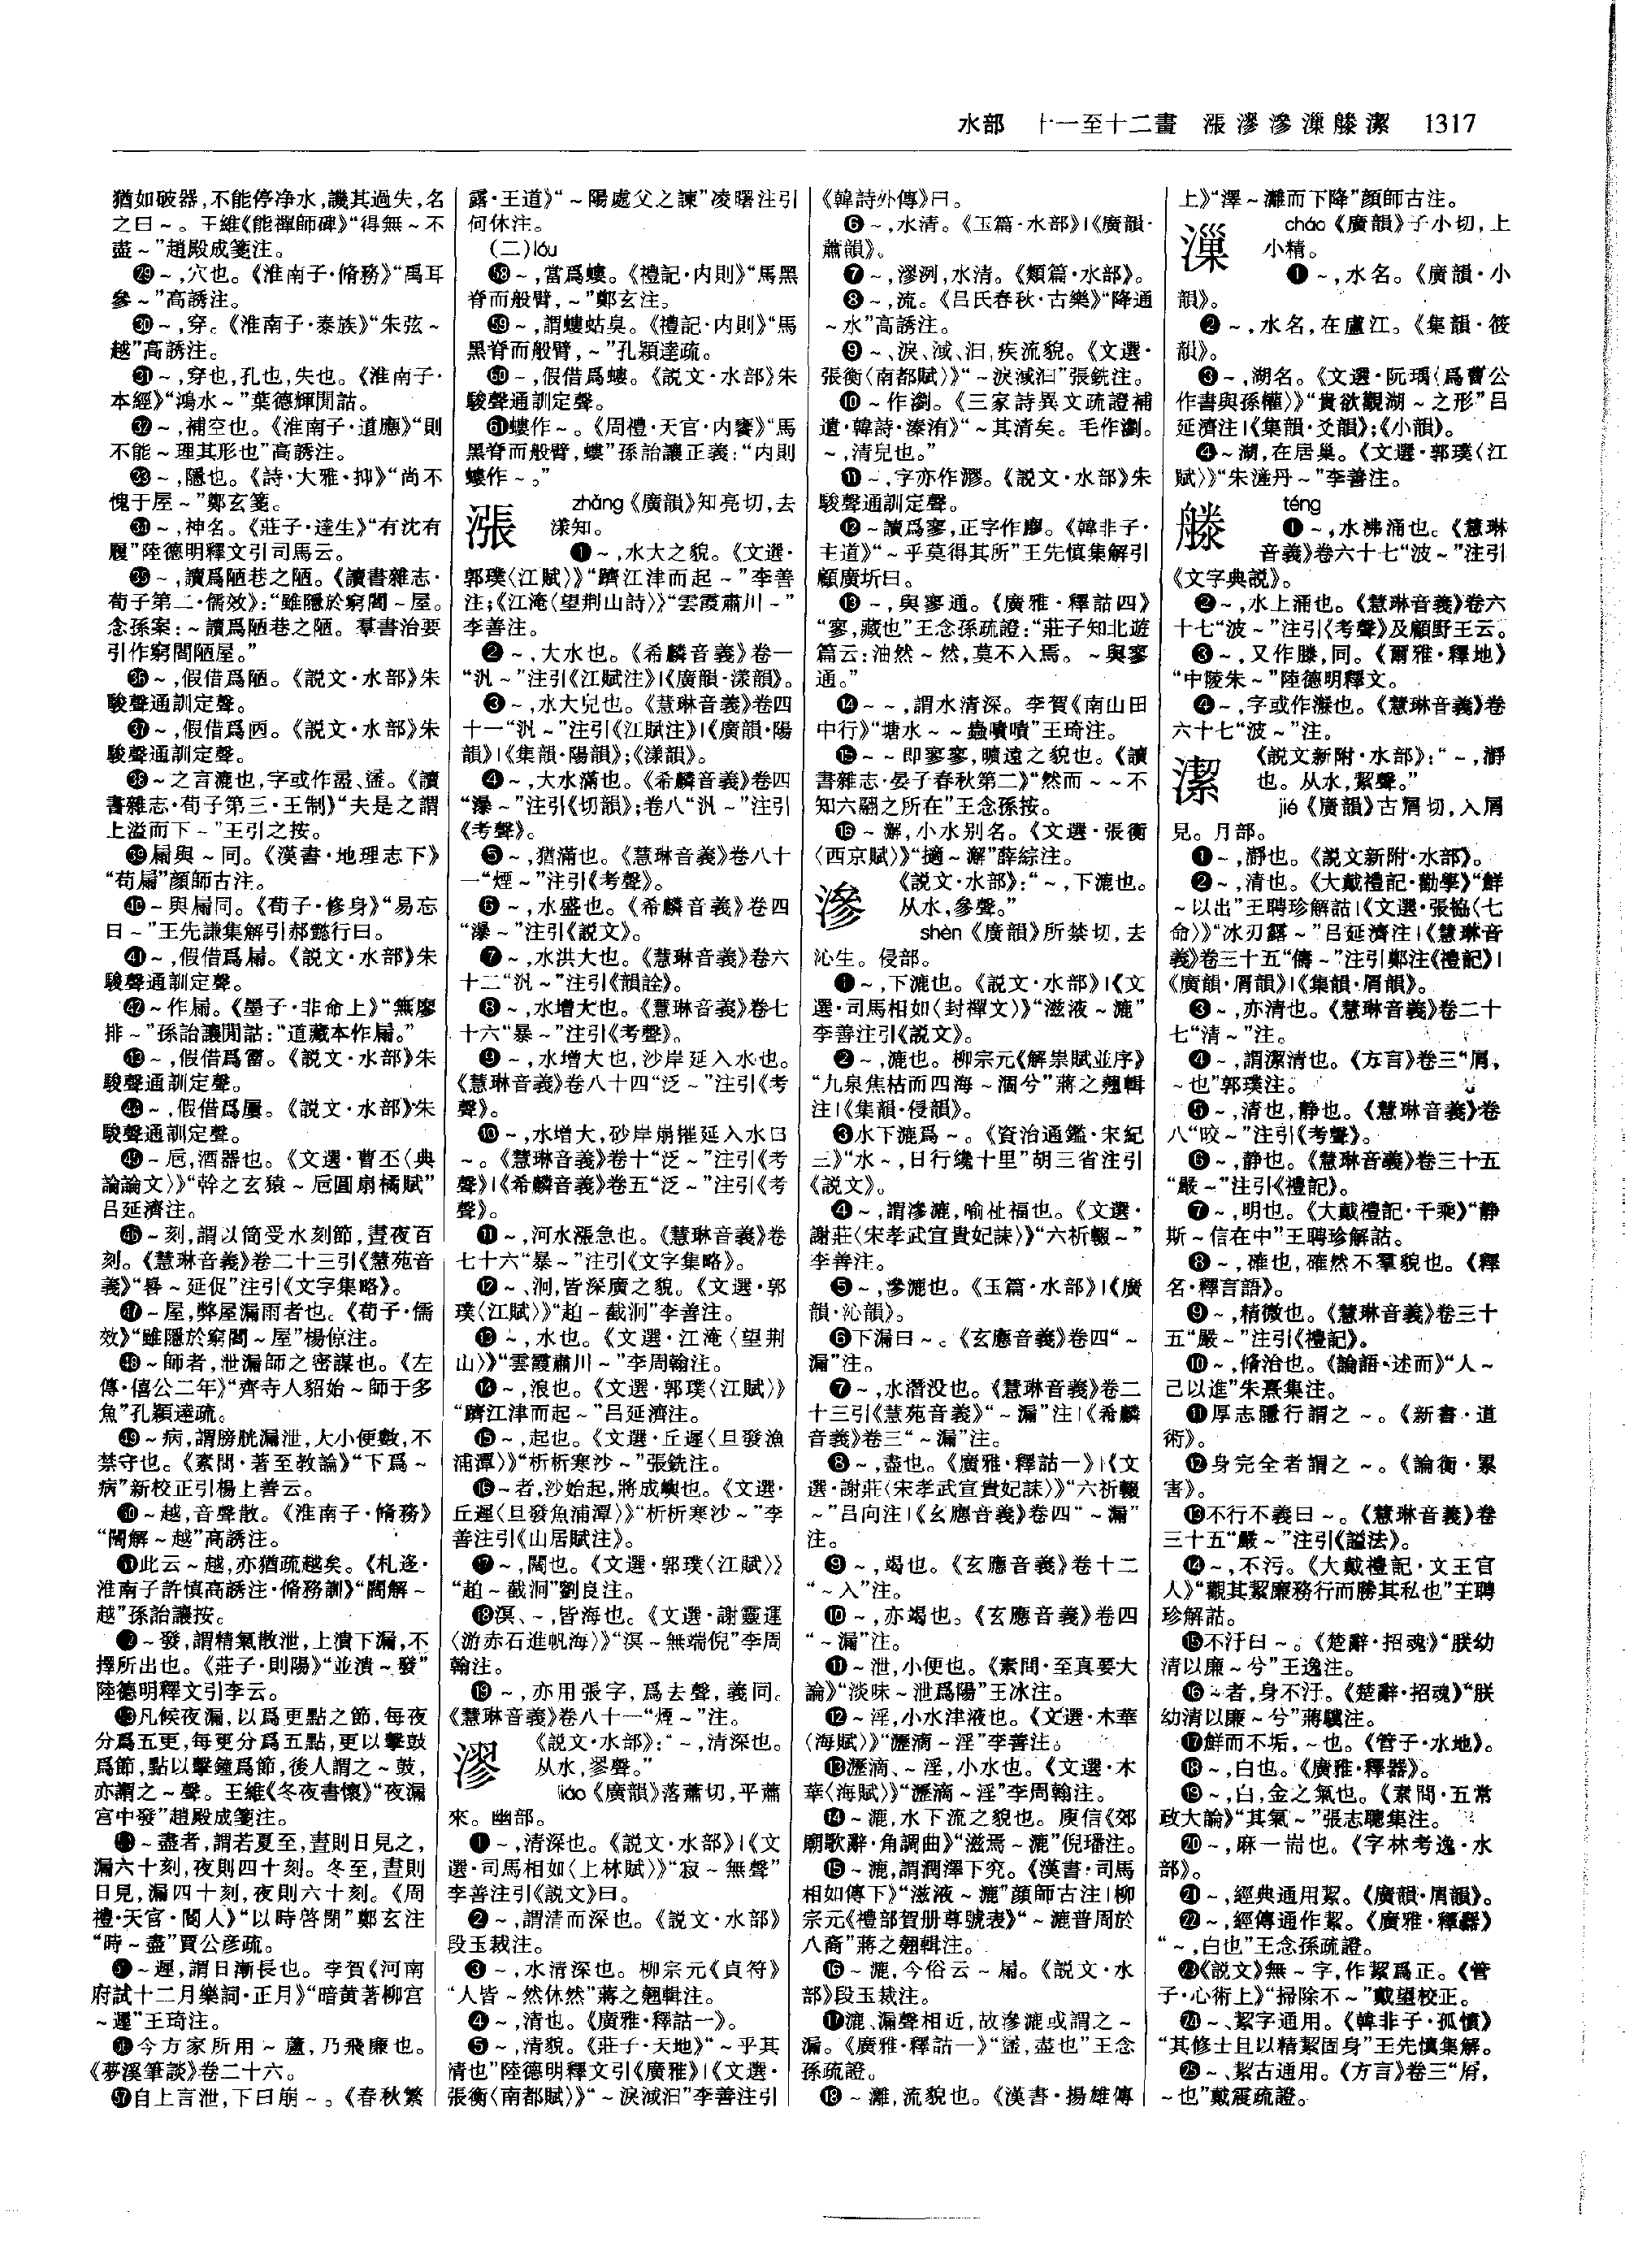 水部　十一至十二畫　漲漻滲漅滕潔　1317
猶如破器,不能停净水,譏其過失,名
之曰～。王維《能禪師碑》“得無～不
盡～”趙殿成箋注。
㉙～,穴也。《淮南子·脩務》“禹耳
參～”高誘注。
㉚～,穿。《淮南子·泰族》“朱弦～
越”高誘注。
㉛～,穿也,孔也,失也。《淮南子·
本經》“鴻水～”葉德輝閒詁。
㉜～,補空也。《淮南子·道應》“則
不能～理其形也”高誘注。
㉝～,隱也。《詩·大雅·抑》“尚不
愧于屋～”鄭玄箋。
㉞～,神名。《莊子·達生》“有沈有
履”陸德明釋文引司馬云。
㉟～,讀爲陋巷之陋。《讀書雜志·
荀子第二·儒效》:“雖隱於窮閻～屋。
念孫案:～讀爲陋巷之陋。羣書治要
引作窮閻陋屋。”
㊱～,假借爲陋。《説文·水部》朱
駿聲通訓定聲。
㊲～,假借爲㔷。《説文·水部》朱
駿聲通訓定聲。
㊳～之言漉也,字或作盝、盪。《讀
書雜志·荀子第三·王制》“夫是之謂
上溢而下～”王引之按。
㊴扇與～同。《漢書·地理志下》
“苟扇”顔師古注。
㊵～與扇同。《荀子·修身》“易忘
曰～”王先謙集解引郝懿行曰。
㊶～,假借爲扇。《説文·水部》朱
駿聲通訓定聲。
㊷～作扇。《墨子·非命上》“無廖
排～”孫詒讓閒詁:“道藏本作扇。”
㊸～,假借爲雷。《説文·水部》朱
駿聲通訓定聲。
㊹～,假借爲屢。《説文·水部》朱
駿聲通訓定聲。
㊺～巵,酒器也。《文選·曹丕〈典
論論文〉》“幹之玄猿～巵圓扇橘賦”
吕延濟注。
㊻～刻,謂以筒受水刻節,晝夜百
刻。《慧琳音義》卷二十三引《慧苑音
義》“晷～延促”注引《文字集略》。
㊼～屋,弊屋漏雨者也。《荀子·儒
效》“雖隱於窮閻～屋”楊倞注。
㊽～師者,泄漏師之密謀也。《左
傳·僖公二年》“齊寺人貂始～師于多
魚”孔穎達疏。
㊾～病,謂膀胱漏泄,大小便數,不
禁守也。《素問·著至教論》“下爲～
病”新校正引楊上善云。
㊿～越,音聲散。《淮南子·脩務》
“闊解～越”高誘注。
51此云～越,亦猶疏越矣。《札迻·
淮南子許慎高誘注·脩務訓》“闊解～
越”孫詒讓按。
52～發,謂精氣散泄,上潰下漏,不
擇所出也。《莊子·則陽》“並潰～發”
陸德明釋文引李云。
53凡候夜漏,以爲更點之節,每夜
分爲五更,每更分爲五點,更以擊鼓
爲節,點以擊鐘爲節,後人謂之～鼓,
亦謂之～聲。王維《冬夜書懷》“夜漏
宫中發”趙殿成箋注。
54～盡者,謂若夏至,晝則日見之,
漏六十刻,夜則四十刻。冬至,晝則
日見,漏四十刻,夜則六十刻。《周
禮·天官·閽人》“以時啓閉”鄭玄注
“時～盡”賈公彦疏。
55～遲,謂日漸長也。李賀《河南
府試十二月樂詞·正月》“暗黄著柳宫
～遲”王琦注。
56今方家所用～蘆,乃飛廉也。
《夢溪筆談》卷二十六。
57自上言泄,下曰崩～。《春秋繁
露·王道》“～陽處父之諫”凌曙注引
何休注。
(二)lóu
58～,當爲螻。《禮記·内則》“馬黑
脊而般臂,～”鄭玄注。
59～,謂螻蛄臭。《禮記·内則》“馬
黑脊而般臂,～”孔穎達疏。
60～,假借爲螻。《説文·水部》朱
駿聲通訓定聲。
61螻作～。《周禮·天官·内饔》“馬
黑脊而般臂,螻”孫詒讓正義:“内則
螻作～。”
漲
zhǎng《廣韻》知亮切,去
漾知。
❶～,水大之貌。《文選·
郭璞〈江賦〉》“躋江津而起～”李善
注;《江淹〈望荆山詩〉》“雲霞肅川～”
李善注。
❷～,大水也。《希麟音義》卷一
“汎～”注引《江賦注》|《廣韻·漾韻》。
❸～,水大皃也。《慧琳音義》卷四
十一“汎～”注引《江賦注》|《廣韻·陽
韻》|《集韻·陽韻》;《漾韻》。
❹～,大水滿也。《希麟音義》卷四
“瀑～”注引《切韻》;卷八“汎～”注引
《考聲》。
❺～,猶滿也。《慧琳音義》卷八十
一“煙～”注引《考聲》。
❻～,水盛也。《希麟音義》卷四
“瀑～”注引《説文》。
❼～,水洪大也。《慧琳音義》卷六
十二“汎～”注引《韻詮》。
❽～,水增大也。《慧琳音義》卷七
十六“暴～”注引《考聲》。
❾～,水增大也,沙岸延入水也。
《慧琳音義》卷八十四“泛～”注引《考
聲》。
❿～,水增大,砂岸崩摧延入水曰
～。《慧琳音義》卷十“泛～”注引《考
聲》|《希麟音義》卷五“泛～”注引《考
聲》。
⓫～,河水漲急也。《慧琳音義》卷
七十六“暴～”注引《文字集略》。
⓬～、泂,皆深廣之貌。《文選·郭
璞〈江賦〉》“趫～截泂”李善注。
⓭～,水也。《文選·江淹〈望荆
山〉》“雲霞肅川～”李周翰注。
⓮～,浪也。《文選·郭璞〈江賦〉》
“躋江津而起～”吕延濟注。
⓯～,起也。《文選·丘遲〈旦發漁
浦潭〉》“析析寒沙～”張銑注。
⓰～者,沙始起,將成嶼也。《文選·
丘遲〈旦發魚浦潭〉》“析析寒沙～”李
善注引《山居賦注》。
⓱～,闊也。《文選·郭璞〈江賦〉》
“趫～截泂”劉良注。
⓲溟、～,皆海也。《文選·謝靈運
〈游赤石進帆海〉》“溟～無端倪”李周
翰注。
⓳～,亦用張字,爲去聲,義同。
《慧琳音義》卷八十一“煙～”注。
漻
《説文·水部》:“～,清深也。
从水,翏聲。”
liáo《廣韻》落蕭切,平蕭
來。幽部。
❶～,清深也。《説文·水部》|《文
選·司馬相如〈上林賦〉》“寂～無聲”
李善注引《説文》曰。
❷～,謂清而深也。《説文·水部》
段玉裁注。
❸～,水清深也。柳宗元《貞符》
“人皆～然休然”蔣之翹輯注。
❹～,清也。《廣雅·釋詁一》。
❺～,清貌。《莊子·天地》“～乎其
清也”陸德明釋文引《廣雅》|《文選·
張衡〈南都賦〉》“～淚淢汩”李善注引
《韓詩外傳》曰。
❻～,水清。《玉篇·水部》|《廣韻·
蕭韻》。
❼～,漻洌,水清。《類篇·水部》。
❽～,流。《吕氏春秋·古樂》“降通
～水”高誘注。
❾～、淚、淢、汩,疾流貌。《文選·
張衡〈南都賦〉》“～淚淢汩”張銑注。
❿～作瀏。《三家詩異文疏證補
遺·韓詩·溱洧》“～其清矣。毛作瀏。
～,清皃也。”
⓫～,字亦作㵳。《説文·水部》朱
駿聲通訓定聲。
⓬～讀爲寥,正字作廫。《韓非子·
主道》“～乎莫得其所”王先慎集解引
顧廣圻曰。
⓭～,與寥通。《廣雅·釋詁四》
“寥,藏也”王念孫疏證:“莊子知北遊
篇云:油然～然,莫不入焉。～與寥
通。”
⓮～～,謂水清深。李賀《南山田
中行》“塘水～～蟲嘖嘖”王琦注。
⓯～～即寥寥,曠遠之貌也。《讀
書雜志·晏子春秋第二》“然而～～不
知六翮之所在”王念孫按。
⓰～澥,小水别名。《文選·張衡
〈西京賦〉》“擿～澥”薛綜注。
滲
《説文·水部》:“～,下漉也。
从水,參聲。”
shèn《廣韻》所禁切,去
沁生。侵部。
❶～,下漉也。《説文·水部》|《文
選·司馬相如〈封禪文〉》“滋液～漉”
李善注引《説文》。
❷～,漉也。柳宗元《解祟賦並序》
“九泉焦枯而四海～涸兮”蔣之翹輯
注|《集韻·侵韻》。
❸水下漉爲～。《資治通鑑·宋紀
三》“水～,日行纔十里”胡三省注引
《説文》。
❹～,謂滲漉,喻祉福也。《文選·
謝莊〈宋孝武宣貴妃誄〉》“六祈輟～”
李善注。
❺～,滲漉也。《玉篇·水部》|《廣
韻·沁韻》。
❻下漏曰～。《玄應音義》卷四“～
漏”注。
❼～,水潛没也。《慧琳音義》卷二
十三引《慧苑音義》“～漏”注|《希麟
音義》卷三“～漏”注。
❽～,盡也。《廣雅·釋詁一》|《文
選·謝莊〈宋孝武宣貴妃誄〉》“六祈輟
～”吕向注|《玄應音義》卷四“～漏”
注。
❾～,竭也。《玄應音義》卷十二
“～入”注。
❿～,亦竭也。《玄應音義》卷四
“～漏”注。
⓫～泄,小便也。《素問·至真要大
論》“淡味～泄爲陽”王冰注。
⓬～淫,小水津液也。《文選·木華
〈海賦〉》“瀝滴～淫”李善注。
⓭瀝滴、～淫,小水也。《文選·木
華〈海賦〉》“瀝滴～淫”李周翰注。
⓮～漉,水下流之貌也。庾信《郊
廟歌辭·角調曲》“滋焉～漉”倪璠注。
⓯～漉,謂潤澤下究。《漢書·司馬
相如傳下》“滋液～漉”顔師古注|柳
宗元《禮部賀册尊號表》“～漉普周於
八裔”蔣之翹輯注。
⓰～漉,今俗云～扇。《説文·水
部》段玉裁注。
⓱漉、漏聲相近,故滲漉或謂之～
漏。《廣雅·釋詁一》“盝,盡也”王念
孫疏證。
⓲～灕,流貌也。《漢書·揚雄傳
上》“澤～灕而下降”顔師古注。
漅
cháo《廣韻》子小切,上
小精。
❶～,水名。《廣韻·小
韻》。
❷～,水名,在廬江。《集韻·筱
韻》。
❸～,湖名。《文選·阮瑀〈爲曹公
作書與孫權〉》“貴欲觀湖～之形”吕
延濟注|《集韻·爻韻》;《小韻》。
❹～湖,在居巢。《文選·郭璞〈江
賦〉》“朱滻丹～”李善注。
滕
téng
❶～,水沸涌也。《慧琳
音義》卷六十七“波～”注引
《文字典説》。
❷～,水上涌也。《慧琳音義》卷六
十七“波～”注引《考聲》及顧野王云。
❸～,又作滕,同。《爾雅·釋地》
“中陵朱～”陸德明釋文。
❹～,字或作㶙也。《慧琳音義》卷
六十七“波～”注。
潔
《説文新附·水部》:“～,瀞
也。从水,絜聲。”
jié《廣韻》古屑切,入屑
見。月部。
❶～,瀞也。《説文新附·水部》。
❷～,清也。《大戴禮記·勸學》“鮮
～以出”王聘珍解詁|《文選·張協〈七
命〉》“冰刃露～”吕延濟注|《慧琳音
義》卷三十五“儔～”注引鄭注《禮記》|
《廣韻·屑韻》|《集韻·屑韻》。
❸～,亦清也。《慧琳音義》卷二十
七“清～”注。
❹～,謂潔清也。《方言》卷三“屑,
～也”郭璞注。
❺～,清也,静也。《慧琳音義》卷
八“皎～”注引《考聲》。
❻～,静也。《慧琳音義》卷三十五
“嚴～”注引《禮記》。
❼～,明也。《大戴禮記·千乘》“静
斯～信在中”王聘珍解詁。
❽～,確也,確然不羣貌也。《釋
名·釋言語》。
❾～,精微也。《慧琳音義》卷三十
五“嚴～”注引《禮記》。
❿～,脩治也。《論語·述而》“人～
己以進”朱熹集注。
⓫厚志隱行謂之～。《新書·道
術》。
⓬身完全者謂之～。《論衡·累
害》。
⓭不行不義曰～。《慧琳音義》卷
三十五“嚴～”注引《謚法》。
⓮～,不污。《大戴禮記·文王官
人》“觀其絜廉務行而勝其私也”王聘
珍解詁。
⓯不汙曰～。《楚辭·招魂》“朕幼
清以廉～兮”王逸注。
⓰～者,身不汙。《楚辭·招魂》“朕
幼清以廉～兮”蔣驥注。
⓱鮮而不垢,～也。《管子·水地》。
⓲～,白也。《廣雅·釋器》。
⓳～,白,金之氣也。《素問·五常
政大論》“其氣～”張志聰集注。
⓴～,麻一耑也。《字林考逸·水
部》。
㉑～,經典通用絜。《廣韻·屑韻》。
㉒～,經傳通作絜。《廣雅·釋器》
“～,白也”王念孫疏證。
㉓《説文》無～字,作絜爲正。《管
子·心術上》“掃除不～”戴望校正。
㉔～、絜字通用。《韓非子·孤憤》
“其修士且以精絜固身”王先慎集解。
㉕～、絜古通用。《方言》卷三“屑,
～也”戴震疏證。